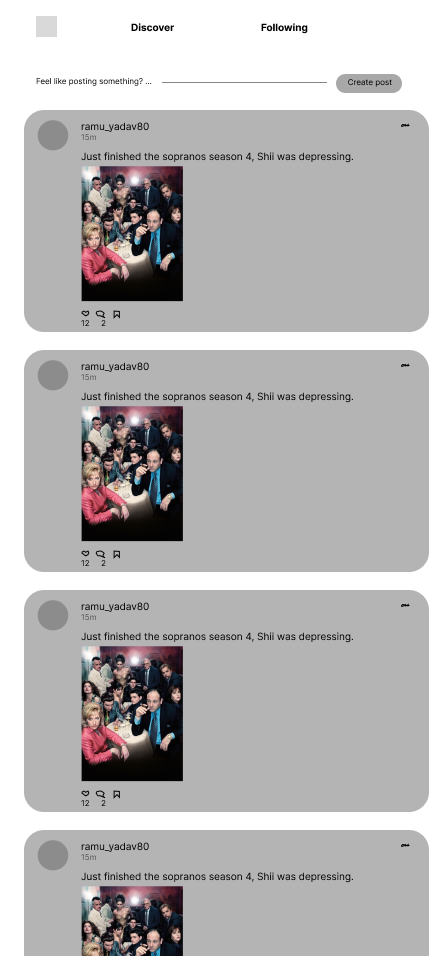 Discover Following
Feel like posting something? ... Create post
ramu_yadav80
15m
Just finished the sopranos season 4, Shii was depressing.
12 2
ramu_yadav80
15m
Just finished the sopranos season 4, Shii was depressing.
12 2
ramu_yadav80
15m
Just finished the sopranos season 4, Shii was depressing.
12 2
ramu_yadav80
15m
Just finished the sopranos season 4, Shii was depressing.